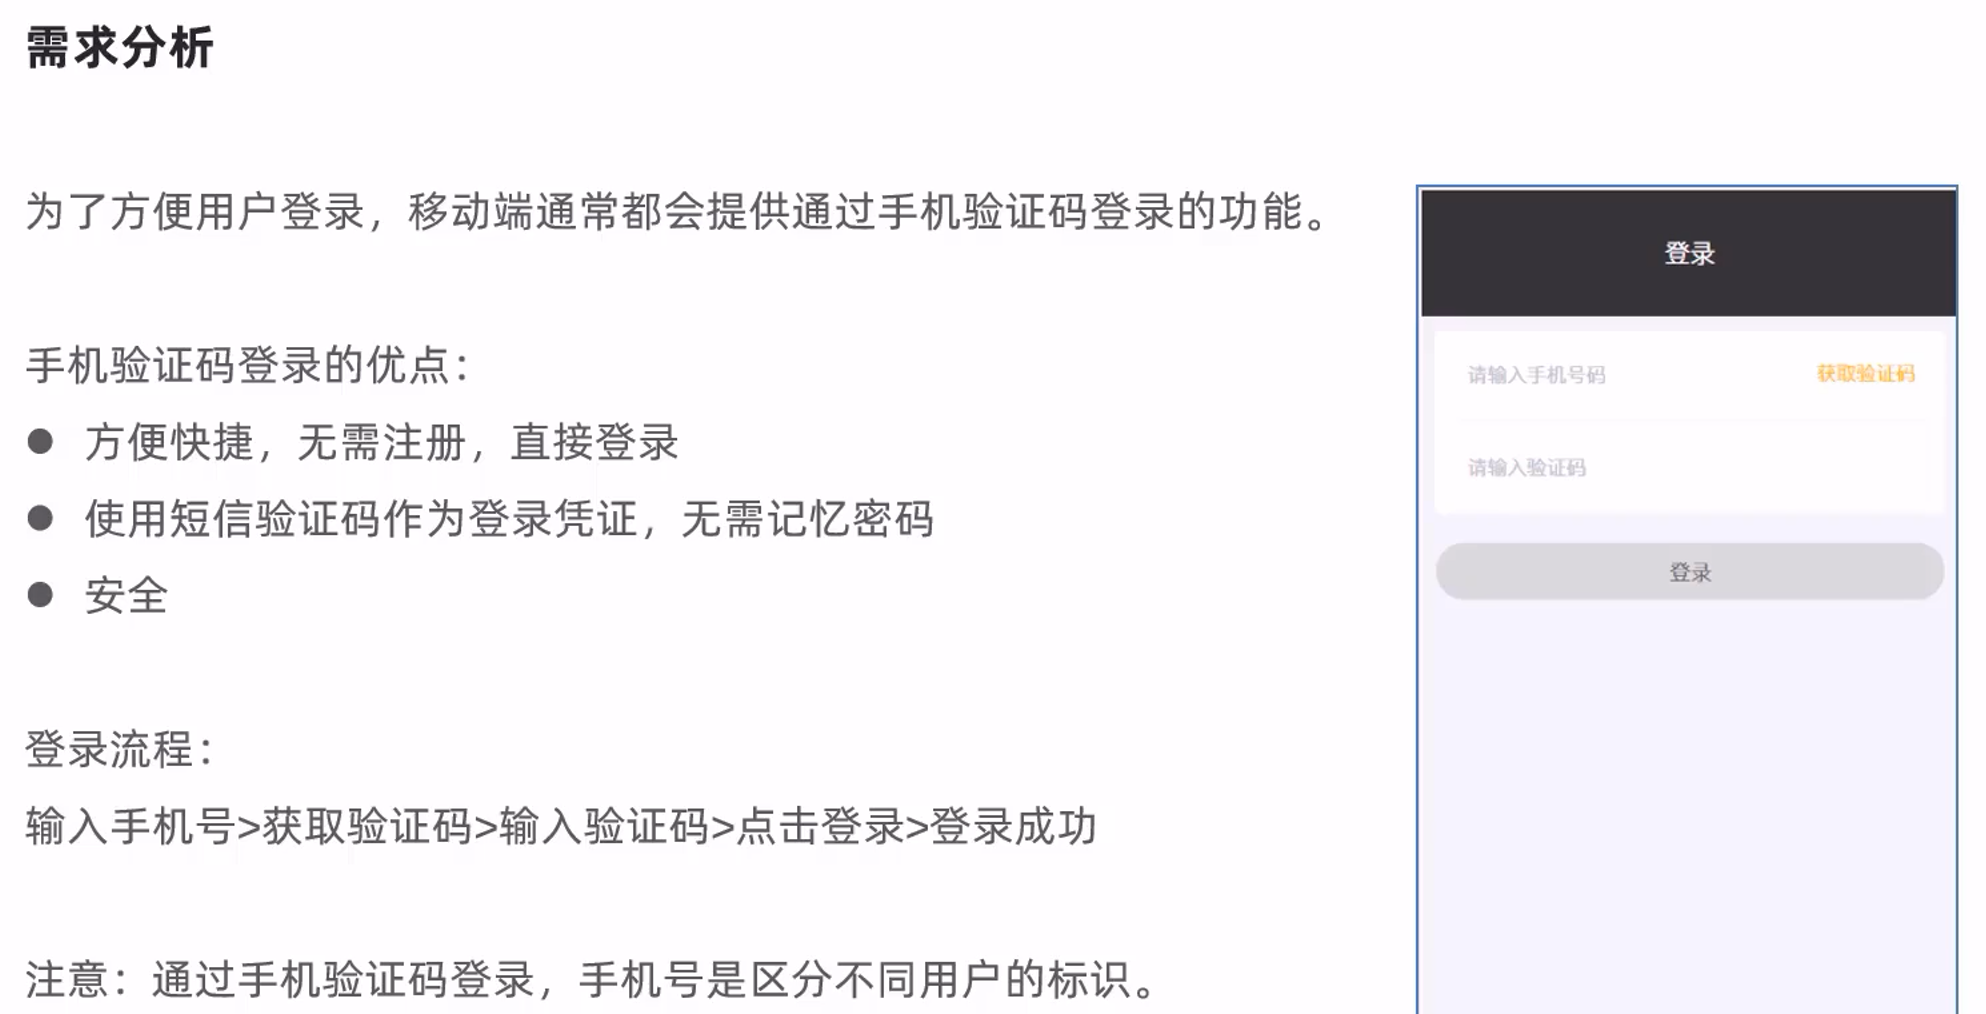 需求分析
为了方便用户登录，移动端通常都会提供通过手机验证码登录的功能。
手机验证码登录的优点：
● 方便快捷，无需注册，直接登录
● 使用短信验证码作为登录凭证，无需记忆密码
● 安全
登录流程：
输入手机号>获取验证码>输入验证码>点击登录>登录成功
注意：通过手机验证码登录，手机号是区分不同用户的标识。
登录
请输入手机号码 获取验证码
请输入验证码
登录